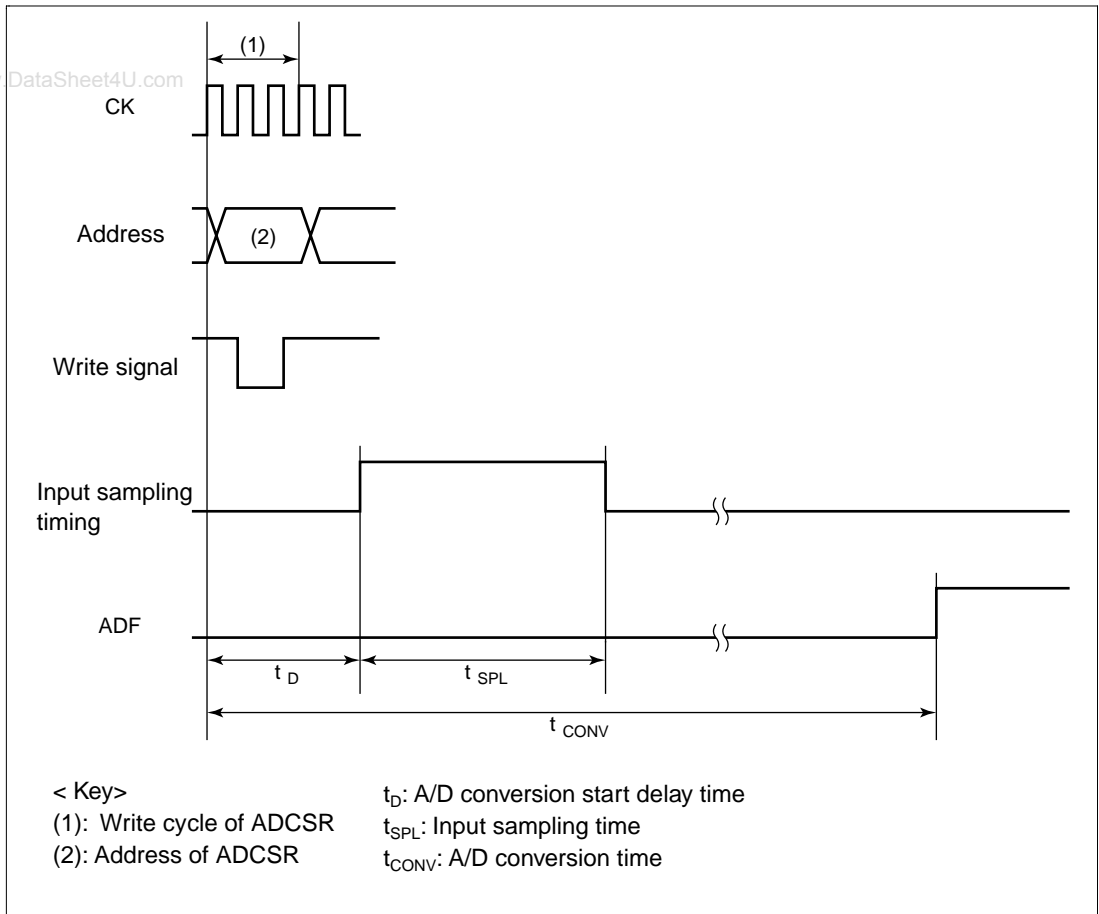 (1)
.DataSheet4U.com
CK
Address
(2)
Write signal
Input sampling
timing
ADF
t D
t SPL
t CONV
< Key>
(1): Write cycle of ADCSR
(2): Address of ADCSR
tD: A/D conversion start delay time
tSPL: Input sampling time
tCONV: A/D conversion time